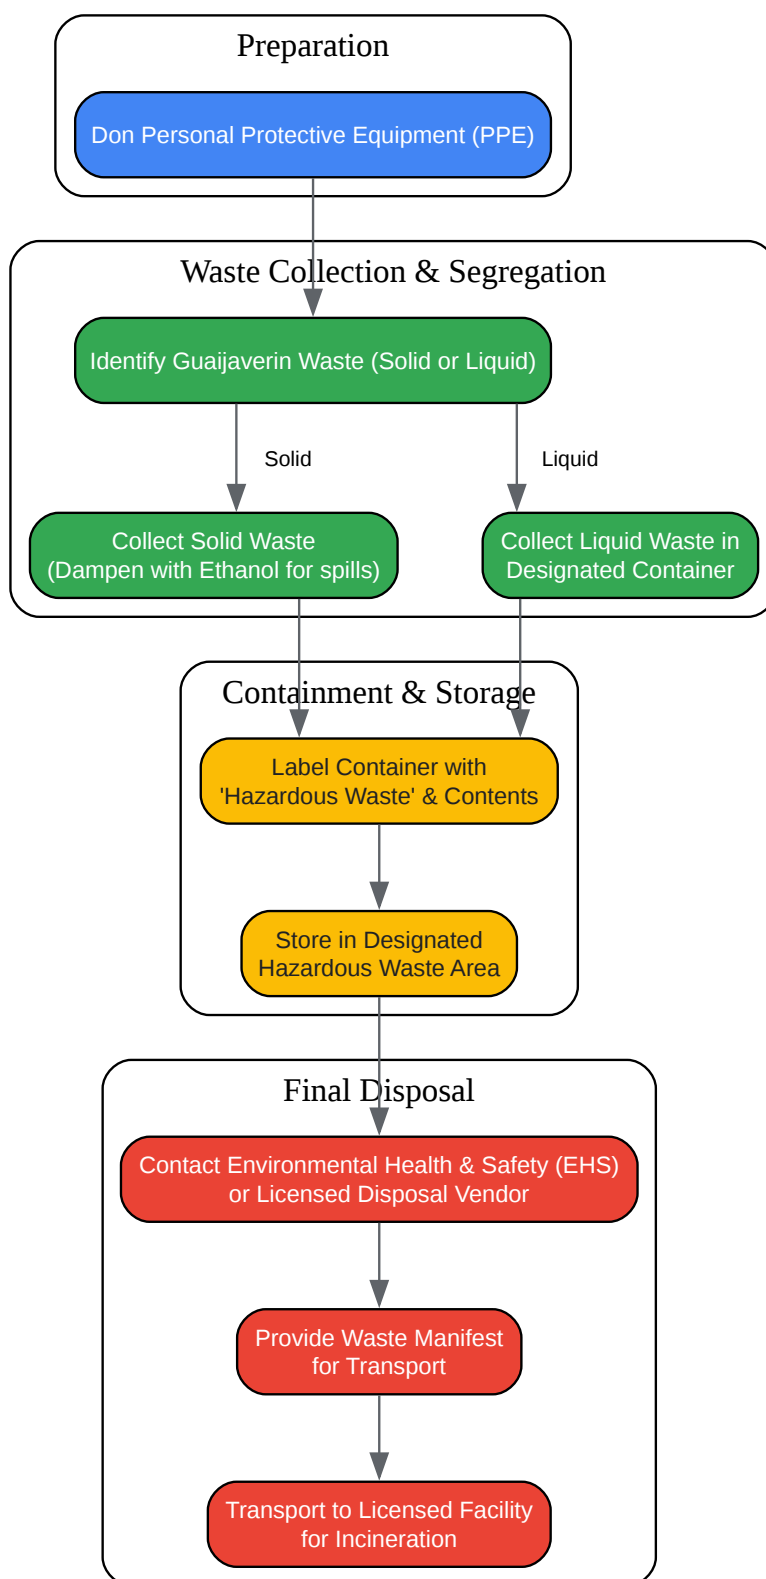 Preparation
Don Personal Protective Equipment (PPE)
Waste Collection & Segregation
Identify Guaijaverin Waste (Solid or Liquid)
Solid
Liquid
Collect Solid Waste
(Dampen with Ethanol for spills)
Collect Liquid Waste in
Designated Container
Containment & Storage
Label Container with
'Hazardous Waste' & Contents
Store in Designated
Hazardous Waste Area
Final Disposal
Contact Environmental Health & Safety (EHS)
or Licensed Disposal Vendor
Provide Waste Manifest
for Transport
Transport to Licensed Facility
for Incineration